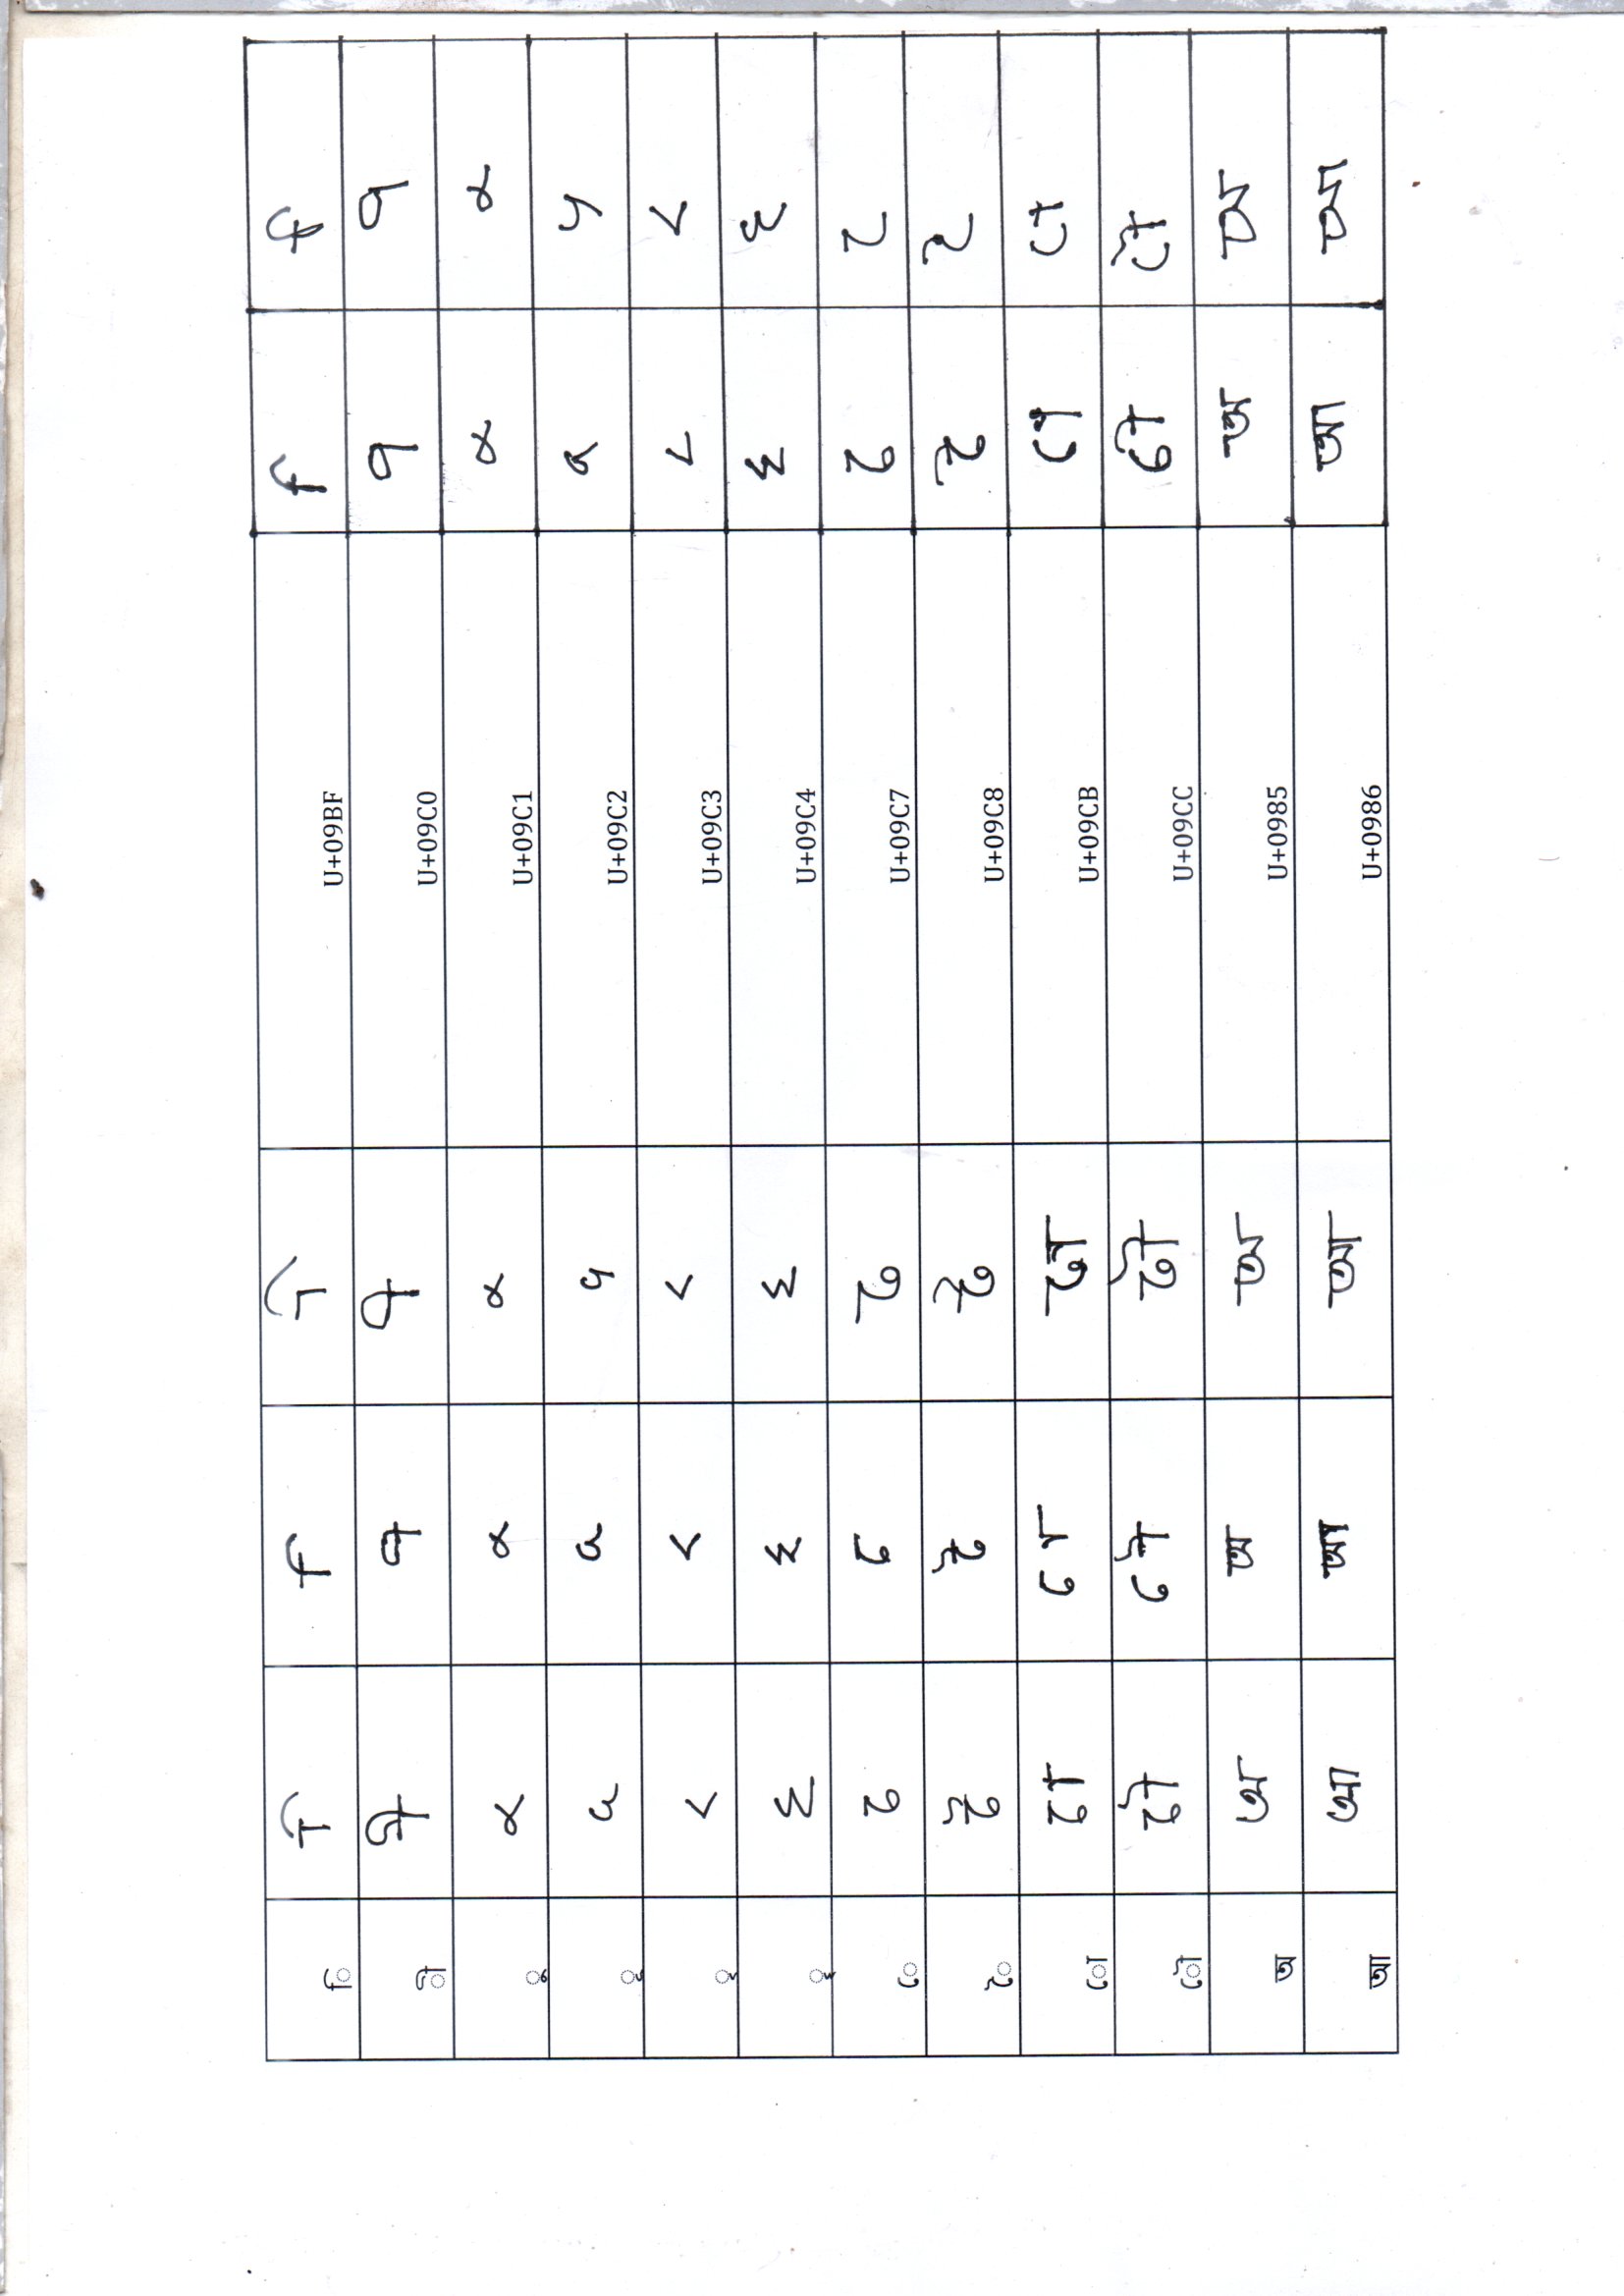 ি ি ি ি U+09BF ি ি
ী ী ী ী U+09C0 ী ী
ু ু ু ু U+09C1 ু ু
ূ ূ ূ ূ U+09C2 ূ ূ
ৃ ৃ ৃ ৃ U+09C3 ৃ ৃ
ৄ ৄ ৄ ৄ U+09C4 ৄ ৄ
ে ে ে ে U+09C7 ে ে
ৈ ৈ ৈ ৈ U+09C8 ৈ ৈ
ো ো ো ো U+09CB ো ো
ৌ ৌ ৌ ৌ U+09CC ৌ ৌ
অ অ অ অ U+0985 অ অ
আ আ আ আ U+0986 আ আ